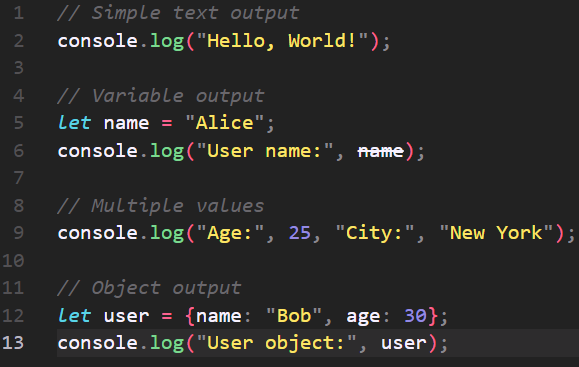 1 // Simple text output
2 console.log("Hello, World!");
3
4 // Variable output
5 let name = "Alice";
6 console.log("User name:", name);
7
8 // Multiple values
9 console.log("Age:", 25, "City:", "New York");
10
11 // Object output
12 let user = {name: "Bob", age: 30};
13 console.log("User object:", user);